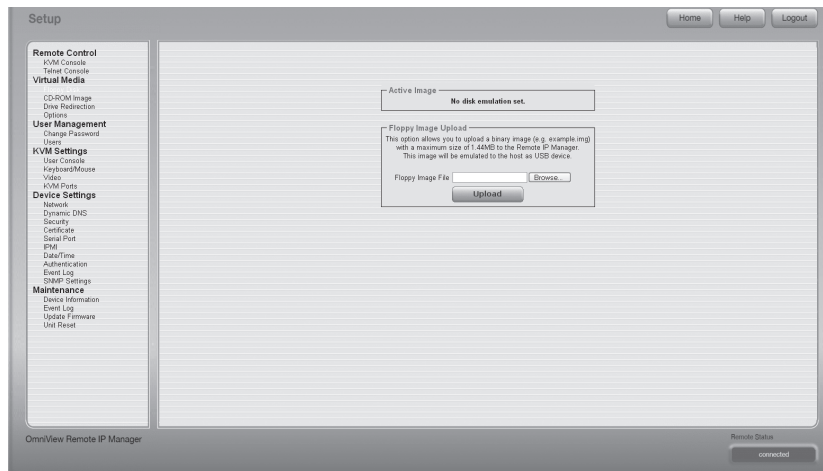 Setup
Home
Help
Logout
Remote Control
KVM Console
Telnet Console
Virtual Media
Floppy Disk
CD-ROM Image
Drive Redirection
Options
User Management
Change Password
Users
KVM Settings
User Console
Keyboard/Mouse
Video
KVM Ports
Device Settings
Network
Dynamic DNS
Security
Certificate
Serial Port
IPMI
Date/Time
Authentication
Event Log
SNMP Settings
Maintenance
Device Information
Event Log
Update Firmware
Unit Reset
Active Image
No disk emulation set.
Floppy Image Upload
This option allows you to upload a binary image (e.g. example.img)
with a maximum size of 1.44MB to the Remote IP Manager.
This image will be emulated to the host as USB device.
Floppy Image File
Browse...
Upload
OmniView Remote IP Manager
Remote Status
connected